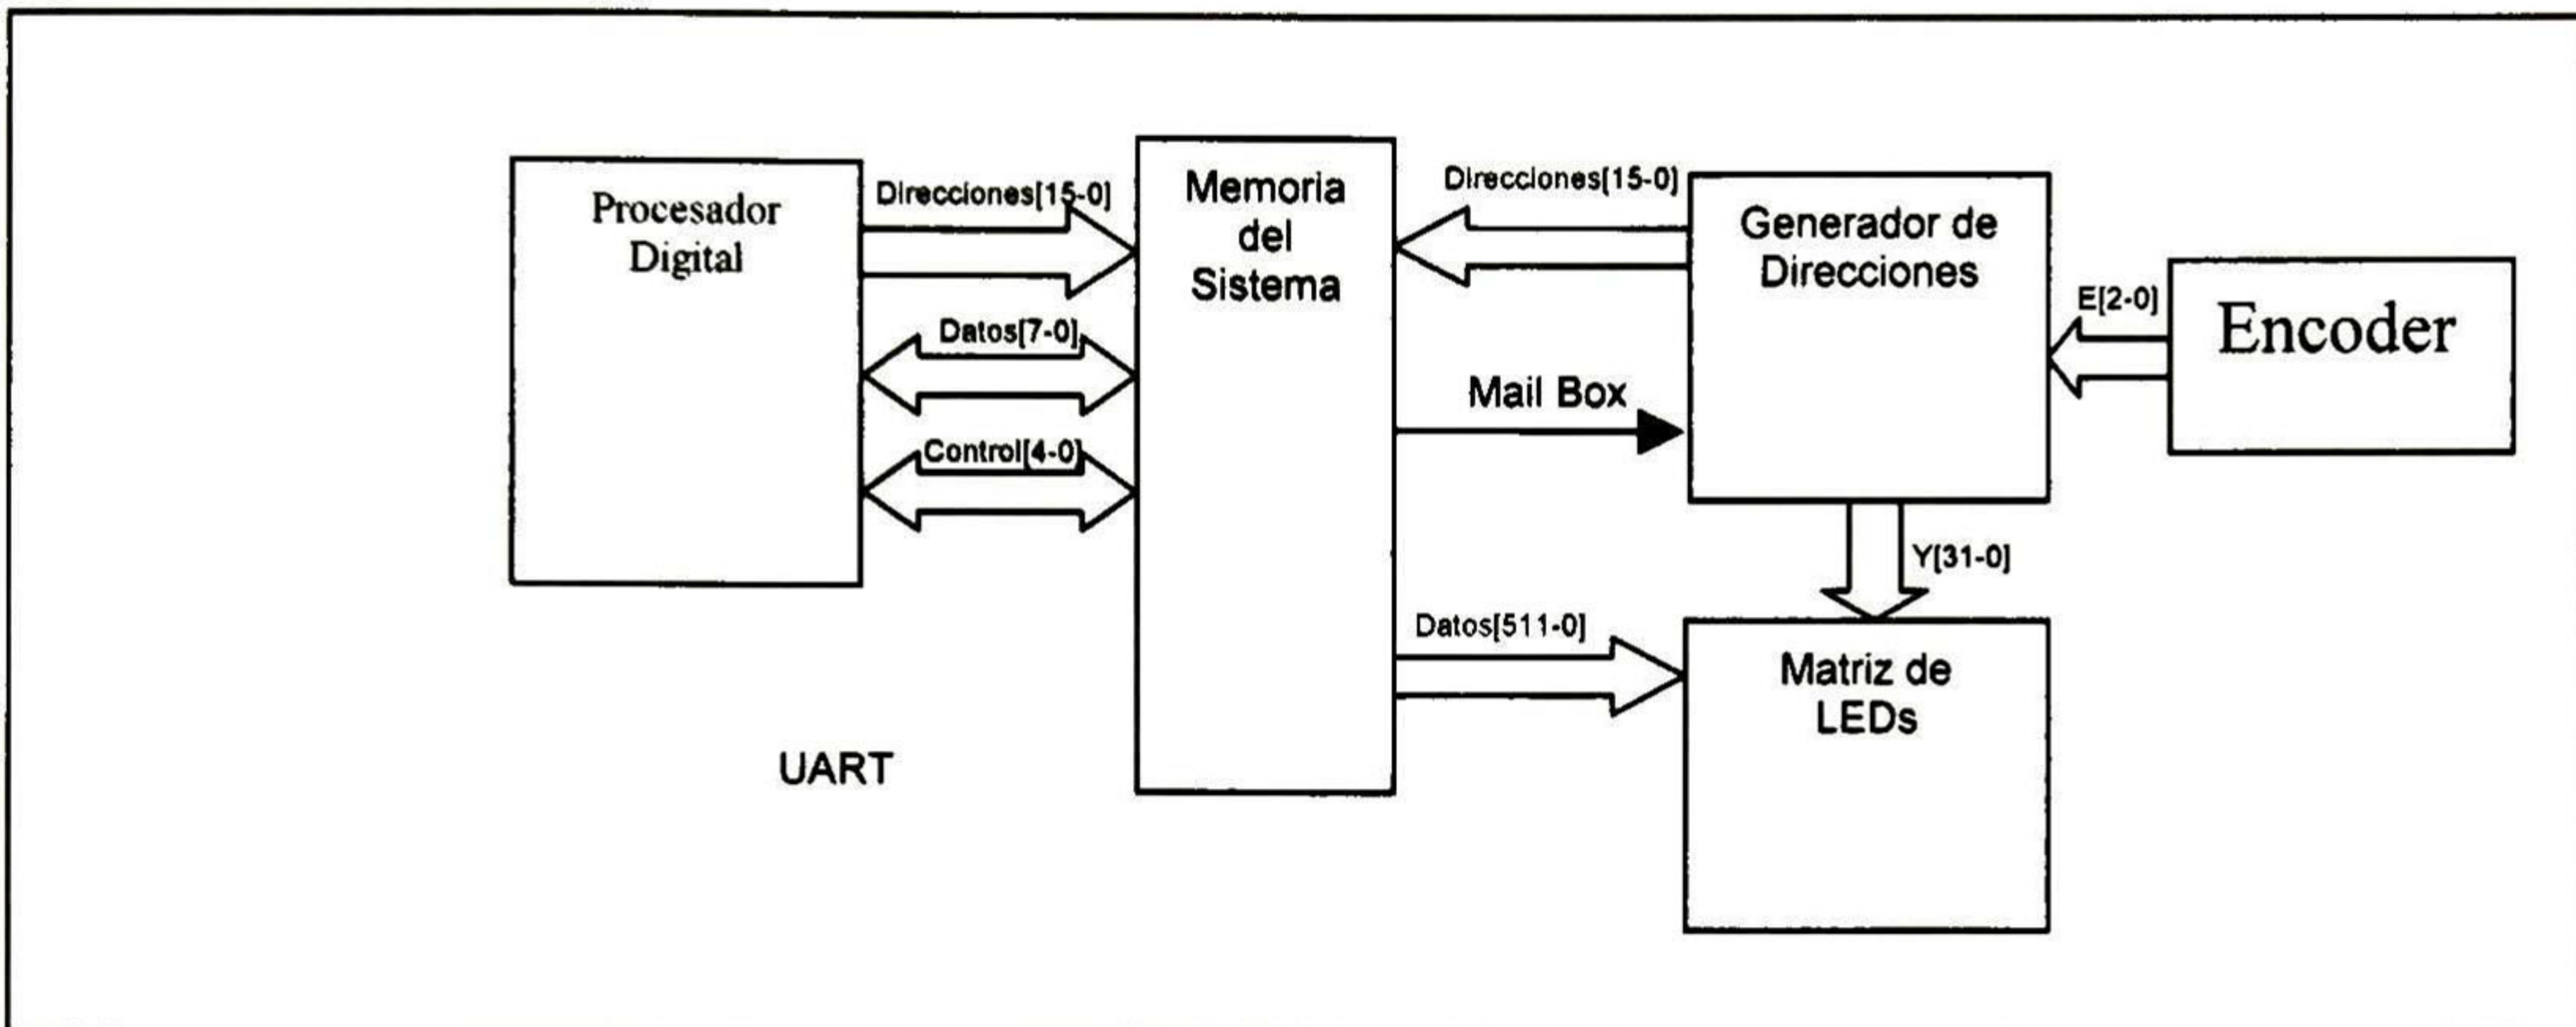 Procesador
Digital
Direcciones[15-0]
Datos[7-0]
Control[4-0]
Memoria
del
Sistema
Direcciones[15-0]
Mail Box
Datos[511-0]
Generador de
Direcciones
E[2-0]
Encoder
Y[31-0]
Matriz de
LEDs
UART